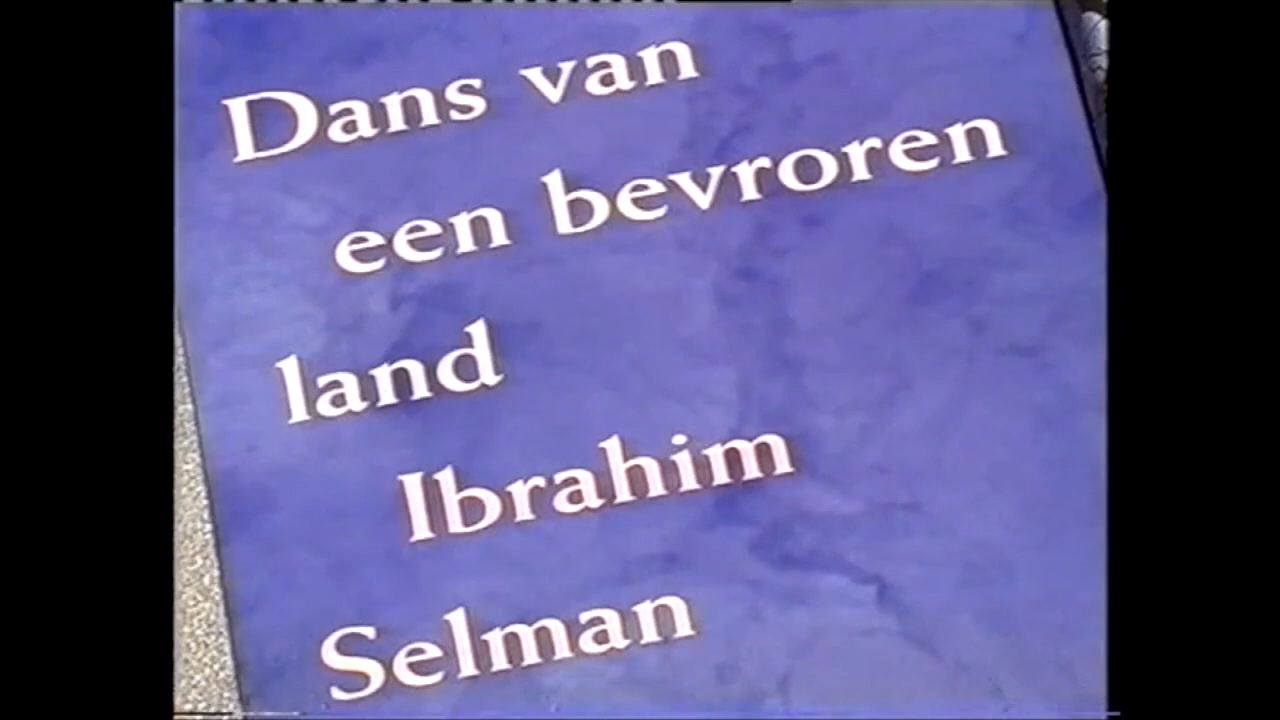 Dans van
een bevroren
land
Ibrahim
Selman